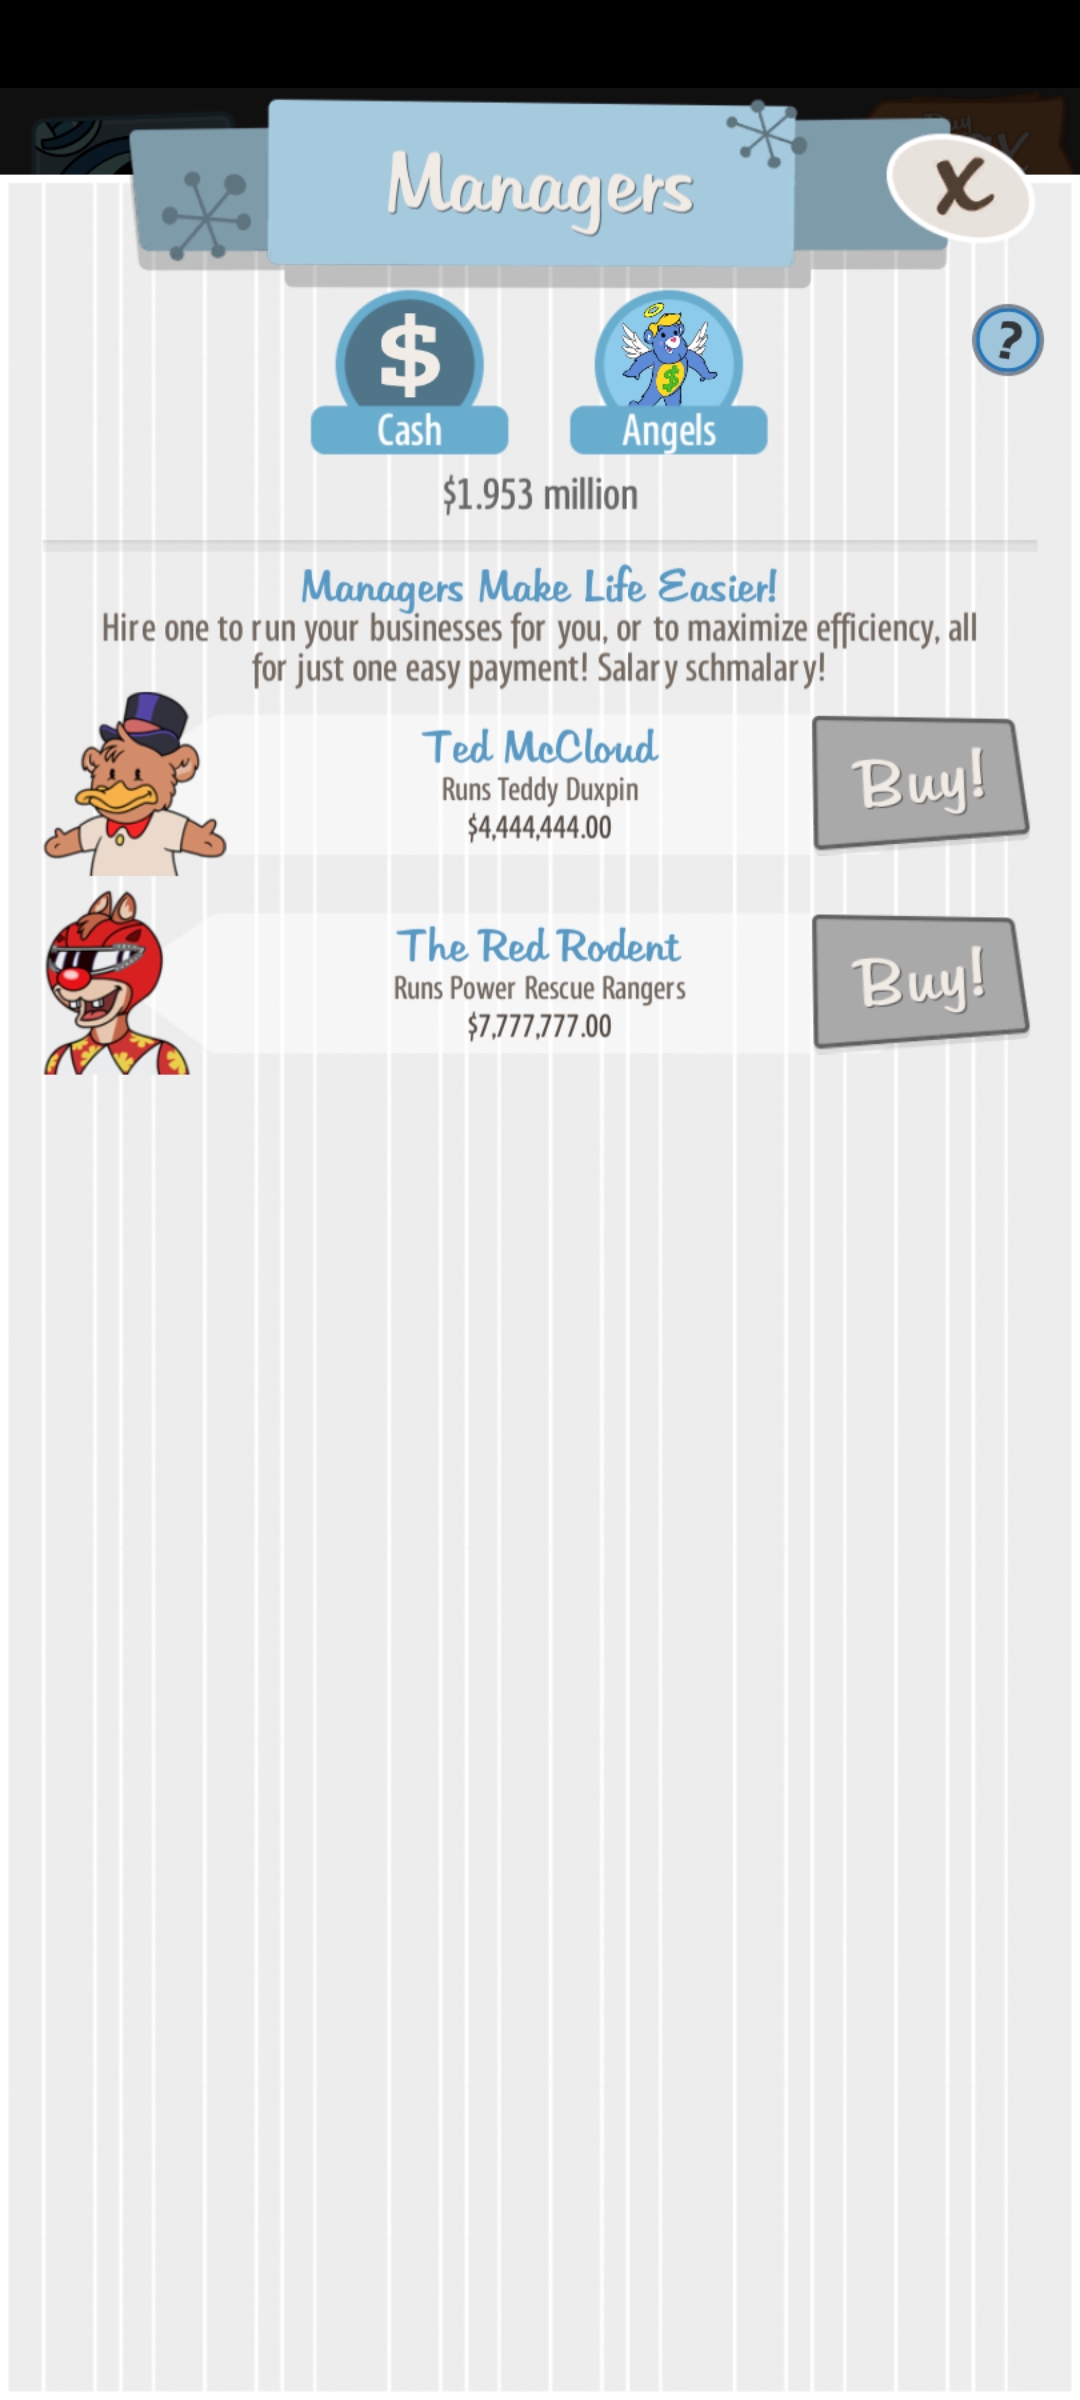 Buy
Managers
X
$
?
$
Cash
Angels
$1.953 million
Managers Make Life Easier!
Hire one to run your businesses for you, or to maximize efficiency, all
for just one easy payment! Salary schmalary!
Ted McCloud
Runs Teddy Duxpin
$4,444,444.00
Buy!
The Red Rodent
Runs Power Rescue Rangers
$7,777,777.00
Buy!